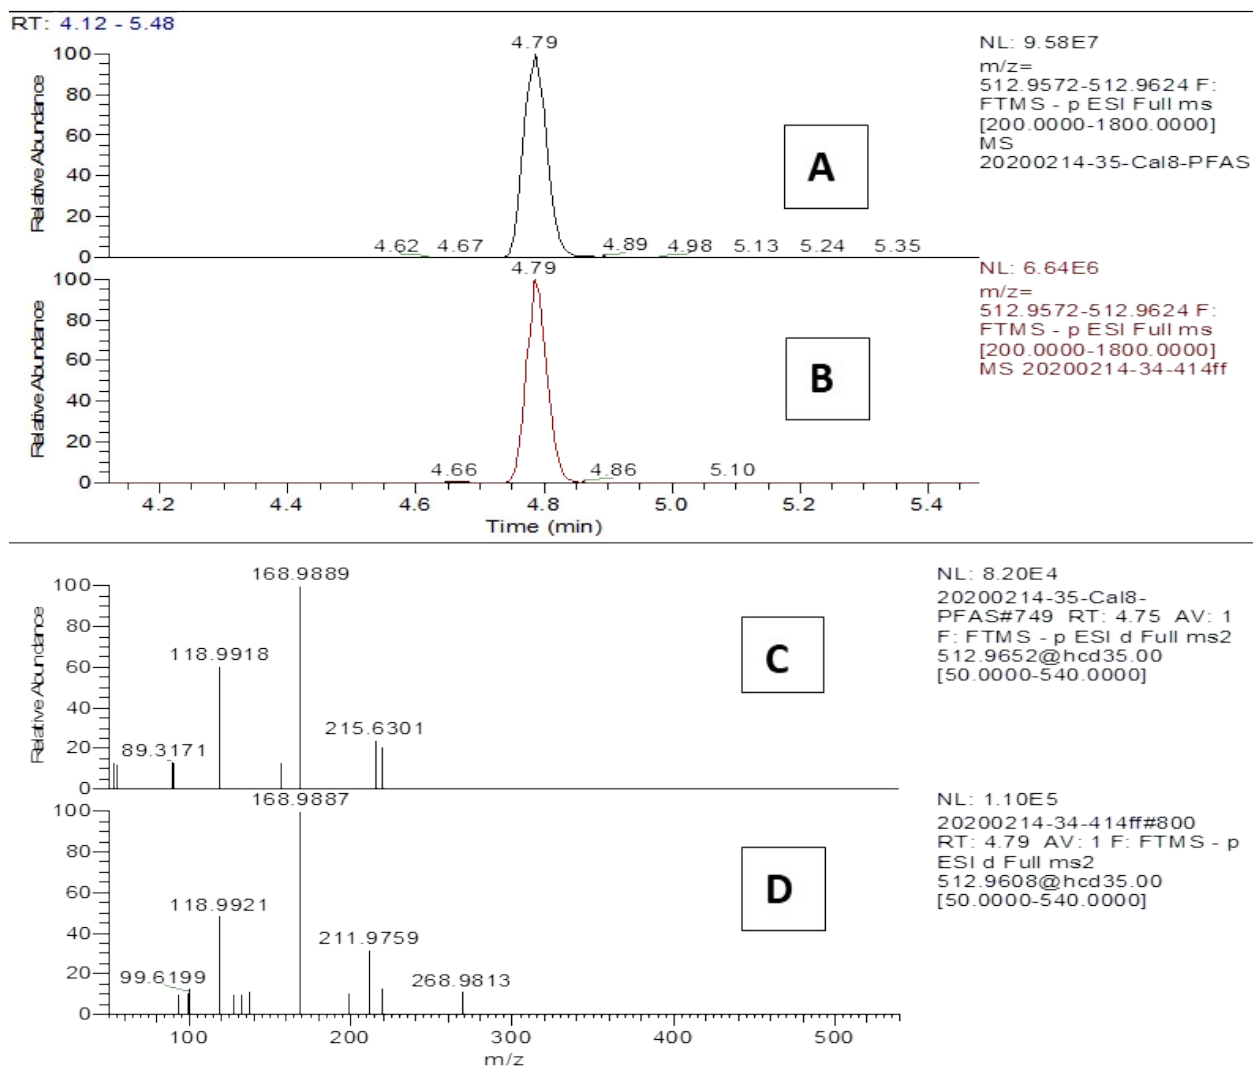 RT: 4.12 - 5.48
4.79
100
80
60
40
20
0
Relative Abundance
4.62 4.67 4.89 4.98 5.13 5.24 5.35
A
NL: 9.58E7
m/z=
512.9572-512.9624 F:
FTMS - p ESI Full ms
[200.0000-1800.0000]
MS
20200214-35-Cal8-PFAS
4.79
100
80
60
40
20
0
Relative Abundance
4.66 4.86 5.10
B
NL: 6.64E6
m/z=
512.9572-512.9624 F:
FTMS - p ESI Full ms
[200.0000-1800.0000]
MS 20200214-34-414ff
4.2 4.4 4.6 4.8 5.0 5.2 5.4
Time (min)
168.9889
100
80
60
40
20
0
Relative Abundance
118.9918
89.3171
215.6301
C
NL: 8.20E4
20200214-35-Cal8-
PFAS#749 RT: 4.75 AV: 1
F: FTMS - p ESI d Full ms2
512.9652@hcd35.00
[50.0000-540.0000]
168.9887
100
80
60
40
20
0
118.9921
99.6199
211.9759
268.9813
D
NL: 1.10E5
20200214-34-414ff#800
RT: 4.79 AV: 1 F: FTMS - p
ESI d Full ms2
512.9608@hcd35.00
[50.0000-540.0000]
100 200 300 400 500
m/z